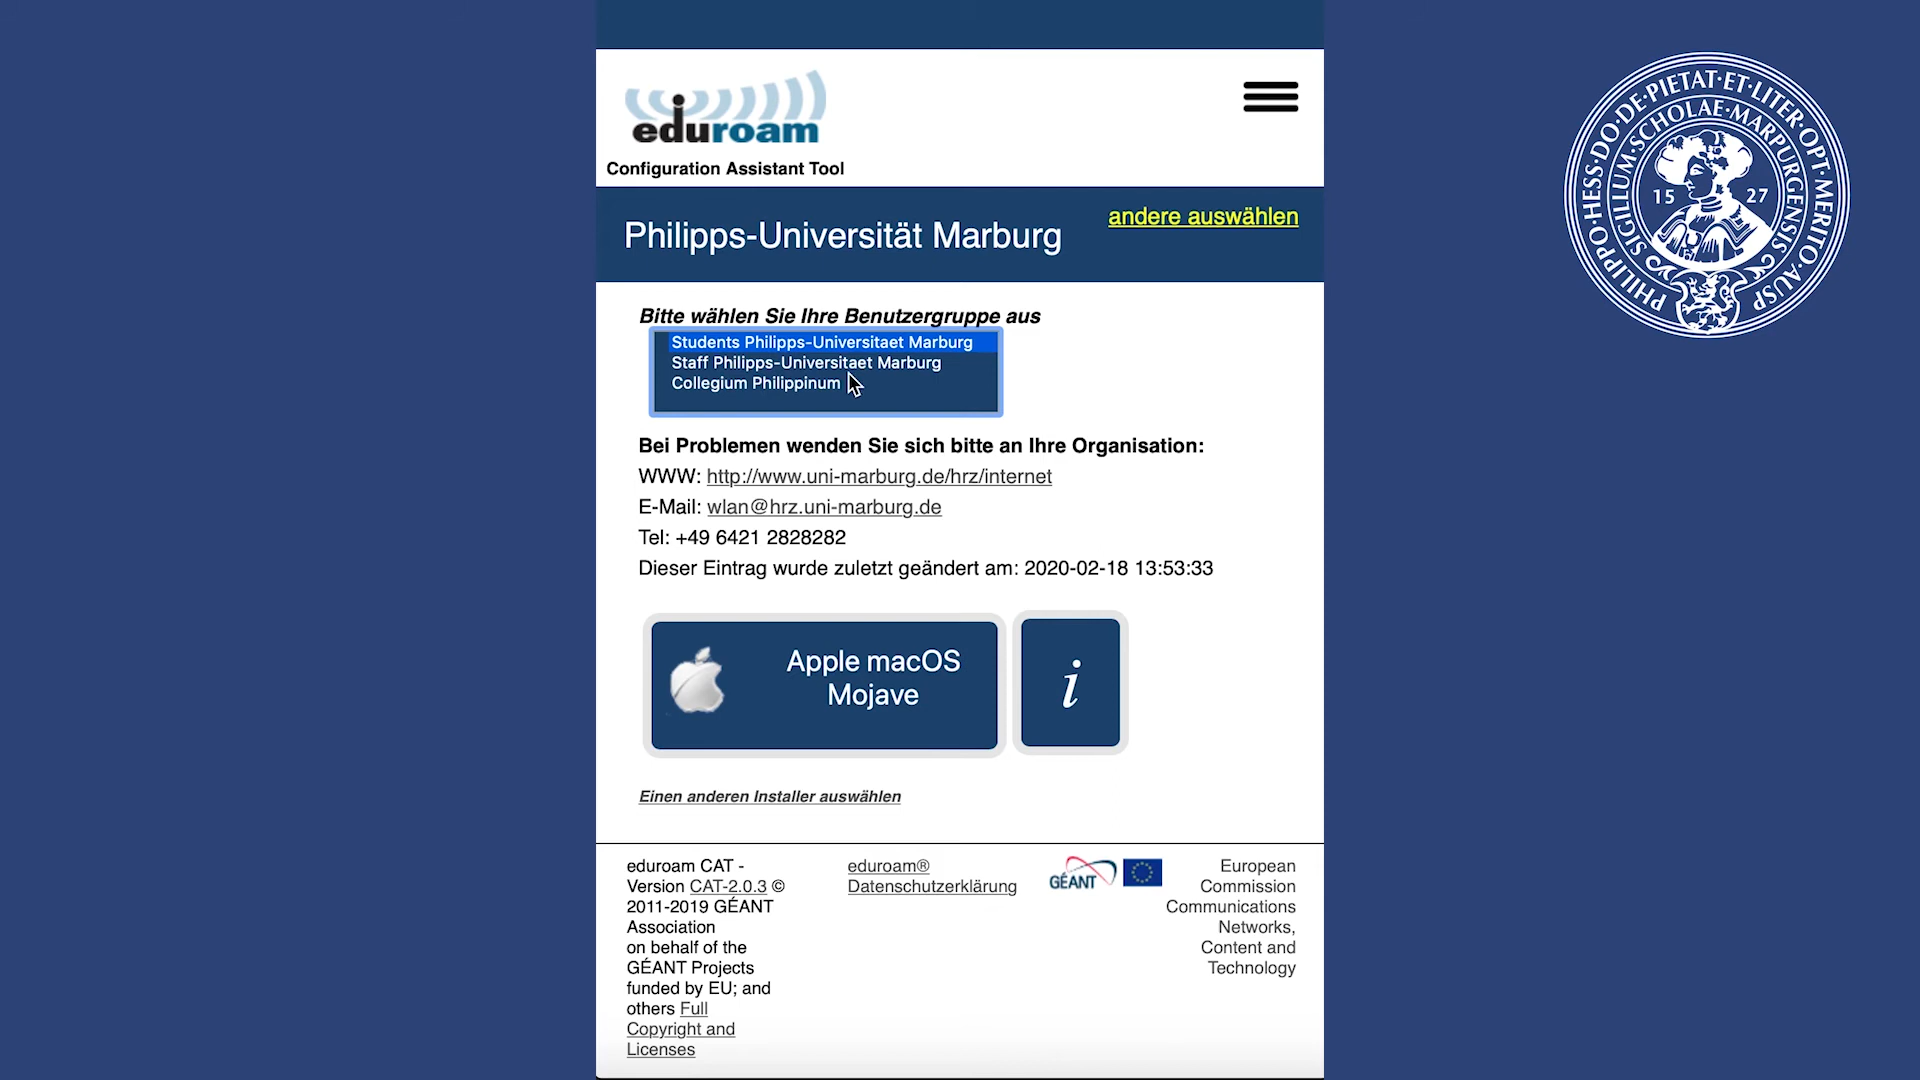 eduroam
Configuration Assistant Tool
Philipps-Universität Marburg
andere auswählen
PHILIPPO·HESS·DO·DE·PIETAT·ET·LITER·OPT·MERITO·AUSP
SIGILLUM·SCHOLAE·MARPURGENSIS
15 27
Bitte wählen Sie Ihre Benutzergruppe aus
Students Philipps-Universitaet Marburg
Staff Philipps-Universitaet Marburg
Collegium Philippinum
Bei Problemen wenden Sie sich bitte an Ihre Organisation:
WWW: http://www.uni-marburg.de/hrz/internet
E-Mail: wlan@hrz.uni-marburg.de
Tel: +49 6421 2828282
Dieser Eintrag wurde zuletzt geändert am: 2020-02-18 13:53:33
Apple macOS
Mojave
i
Einen anderen Installer auswählen
eduroam CAT -
Version CAT-2.0.3 ©
2011-2019 GÉANT
Association
on behalf of the
GÉANT Projects
funded by EU; and
others Full
Copyright and
Licenses
eduroam®
Datenschutzerklärung
GÉANT
European
Commission
Communications
Networks,
Content and
Technology